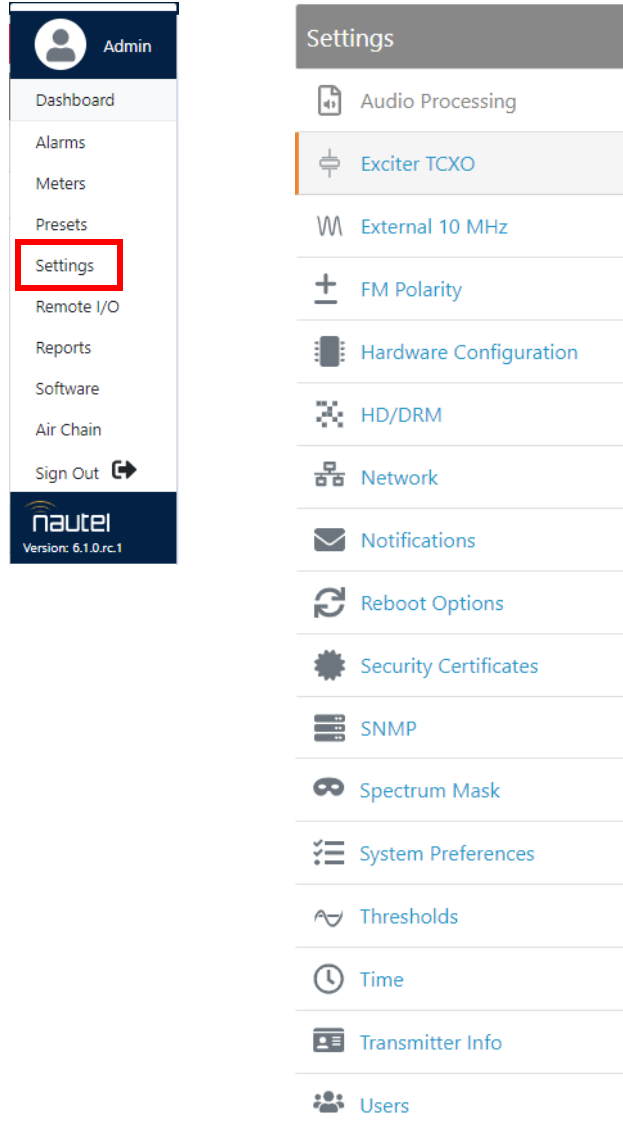 Admin
Dashboard
Alarms
Meters
Presets
Settings
Remote I/O
Reports
Software
Air Chain
Sign Out
nautel
Version: 6.1.0.rc.1
Settings
Audio Processing
Exciter TCXO
External 10 MHz
FM Polarity
Hardware Configuration
HD/DRM
Network
Notifications
Reboot Options
Security Certificates
SNMP
Spectrum Mask
System Preferences
Thresholds
Time
Transmitter Info
Users